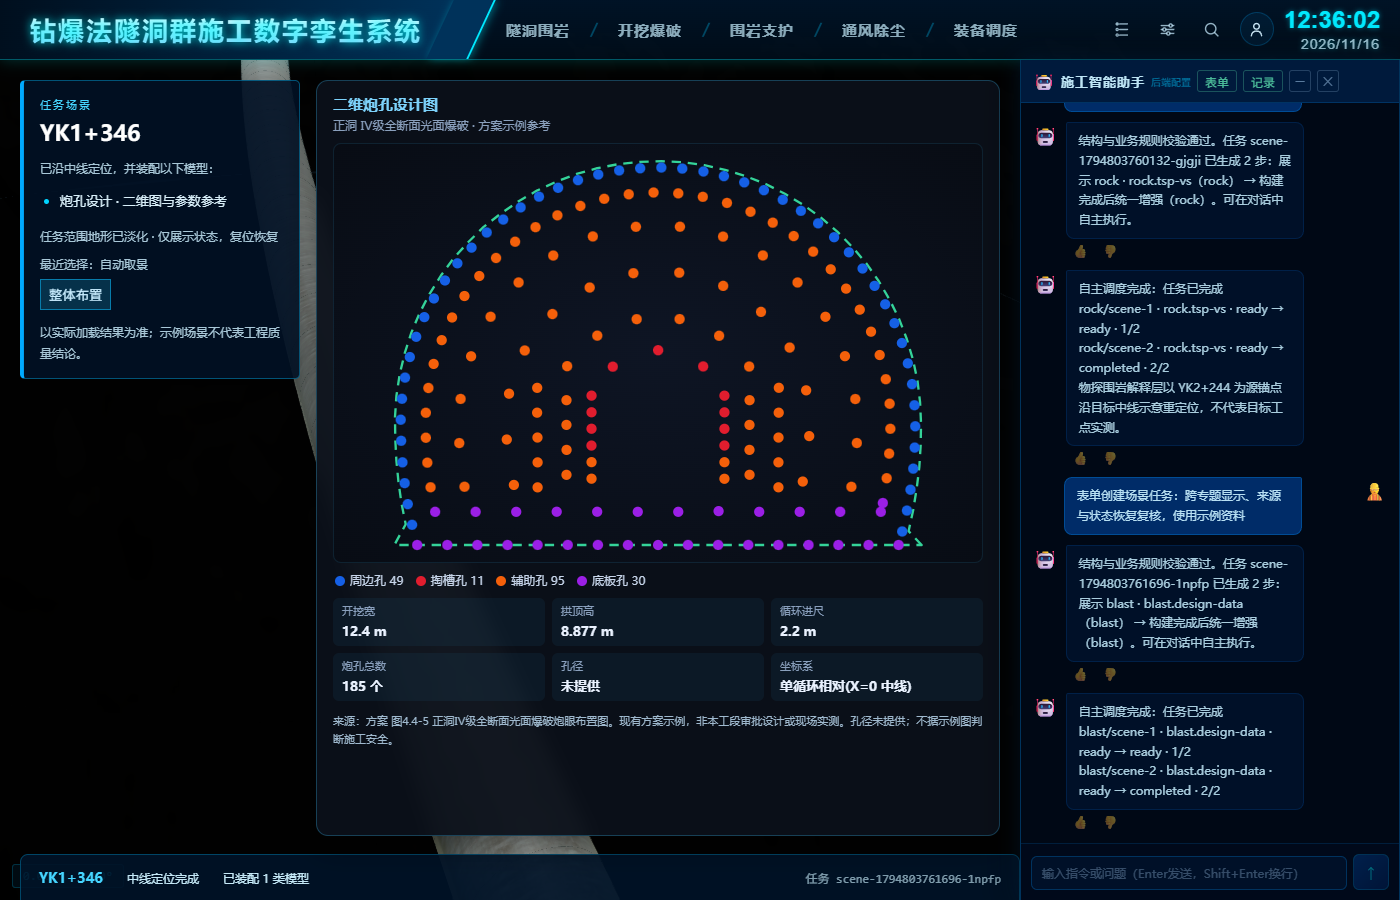 钻爆法隧洞群施工数字孪生系统
隧洞围岩 / 开挖爆破 / 围岩支护 / 通风除尘 / 装备调度
12:36:02
2026/11/16
任务场景
YK1+346
已沿中线定位，并装配以下模型：
• 炮孔设计 · 二维图与参数参考
任务范围地形已淡化 · 仅展示状态，复位恢复
最近选择：自动取景
整体布置
以实际加载结果为准；示例场景不代表工程质
量结论。
二维炮孔设计图
正洞 IV级全断面光面爆破 · 方案示例参考
周边孔 49 掏槽孔 11 辅助孔 95 底板孔 30
开挖宽
12.4 m
拱顶高
8.877 m
循环进尺
2.2 m
炮孔总数
185 个
孔径
未提供
坐标系
单循环相对(X=0 中线)
来源：方案 图4.4-5 正洞IV级全断面光面爆破炮眼布置图。现有方案示例，非本工段审批设计或现场实测。孔径未提供；不据示例图判
断施工安全。
施工智能助手 后端配置 表单 记录
结构与业务规则校验通过。任务 scene-
1794803760132-gjgji 已生成 2 步：展
示 rock · rock.tsp-vs（rock） → 构建
完成后统一增强（rock）。可在对话中
自主执行。
自主调度完成：任务已完成
rock/scene-1 · rock.tsp-vs · ready →
ready · 1/2
rock/scene-2 · rock.tsp-vs · ready →
completed · 2/2
物探围岩解释层以 YK2+244 为源锚点
沿目标中线示意重定位，不代表目标工
点实测。
表单创建场景任务：跨专题显示、来源
与状态恢复复核，使用示例资料
结构与业务规则校验通过。任务 scene-
1794803761696-1npfp 已生成 2 步：
展示 blast · blast.design-data
（blast） → 构建完成后统一增强
（blast）。可在对话中自主执行。
自主调度完成：任务已完成
blast/scene-1 · blast.design-data ·
ready → ready · 1/2
blast/scene-2 · blast.design-data ·
ready → completed · 2/2
输入指令或问题（Enter发送，Shift+Enter换行）
YK1+346 中线定位完成 已装配 1 类模型
任务 scene-1794803761696-1npfp